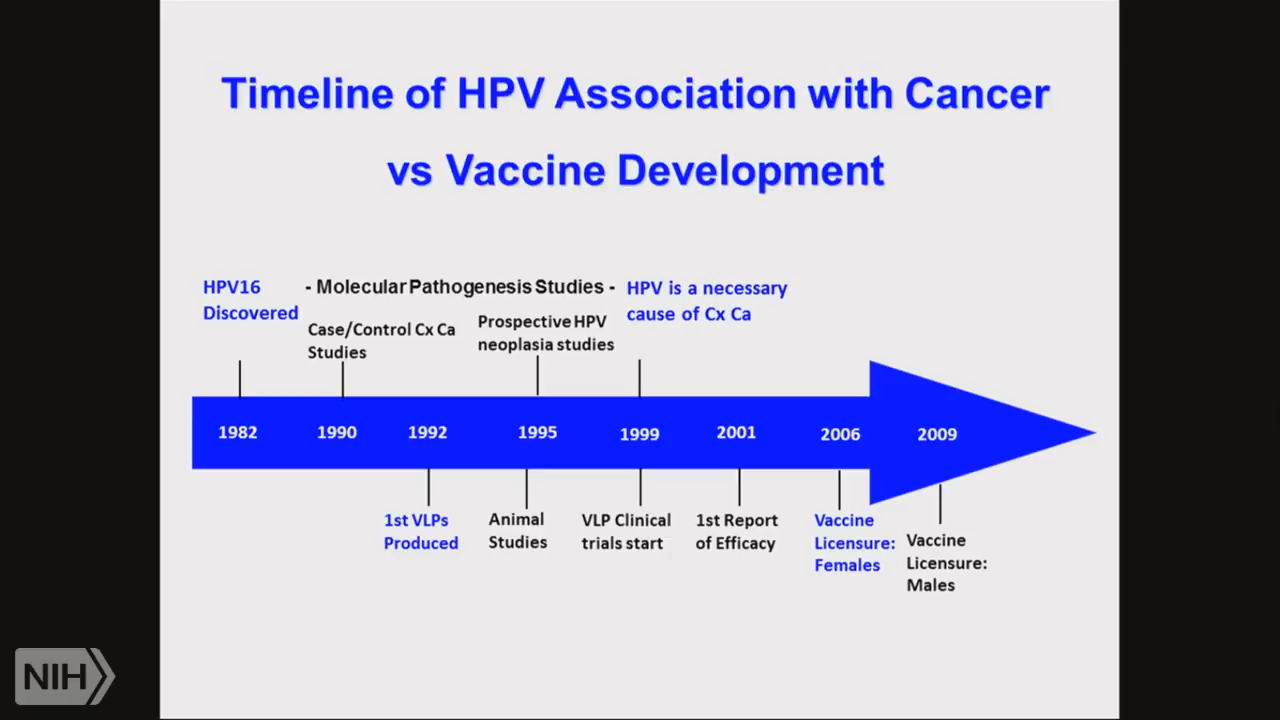 Timeline of HPV Association with Cancer
vs Vaccine Development
HPV16
Discovered
- Molecular Pathogenesis Studies -
Case/Control Cx Ca
Studies
Prospective HPV
neoplasia studies
HPV is a necessary
cause of Cx Ca
1982 1990 1992 1995 1999 2001 2006 2009
1st VLPs
Produced
Animal
Studies
VLP Clinical
trials start
1st Report
of Efficacy
Vaccine
Licensure:
Females
Vaccine
Licensure:
Males
NIH